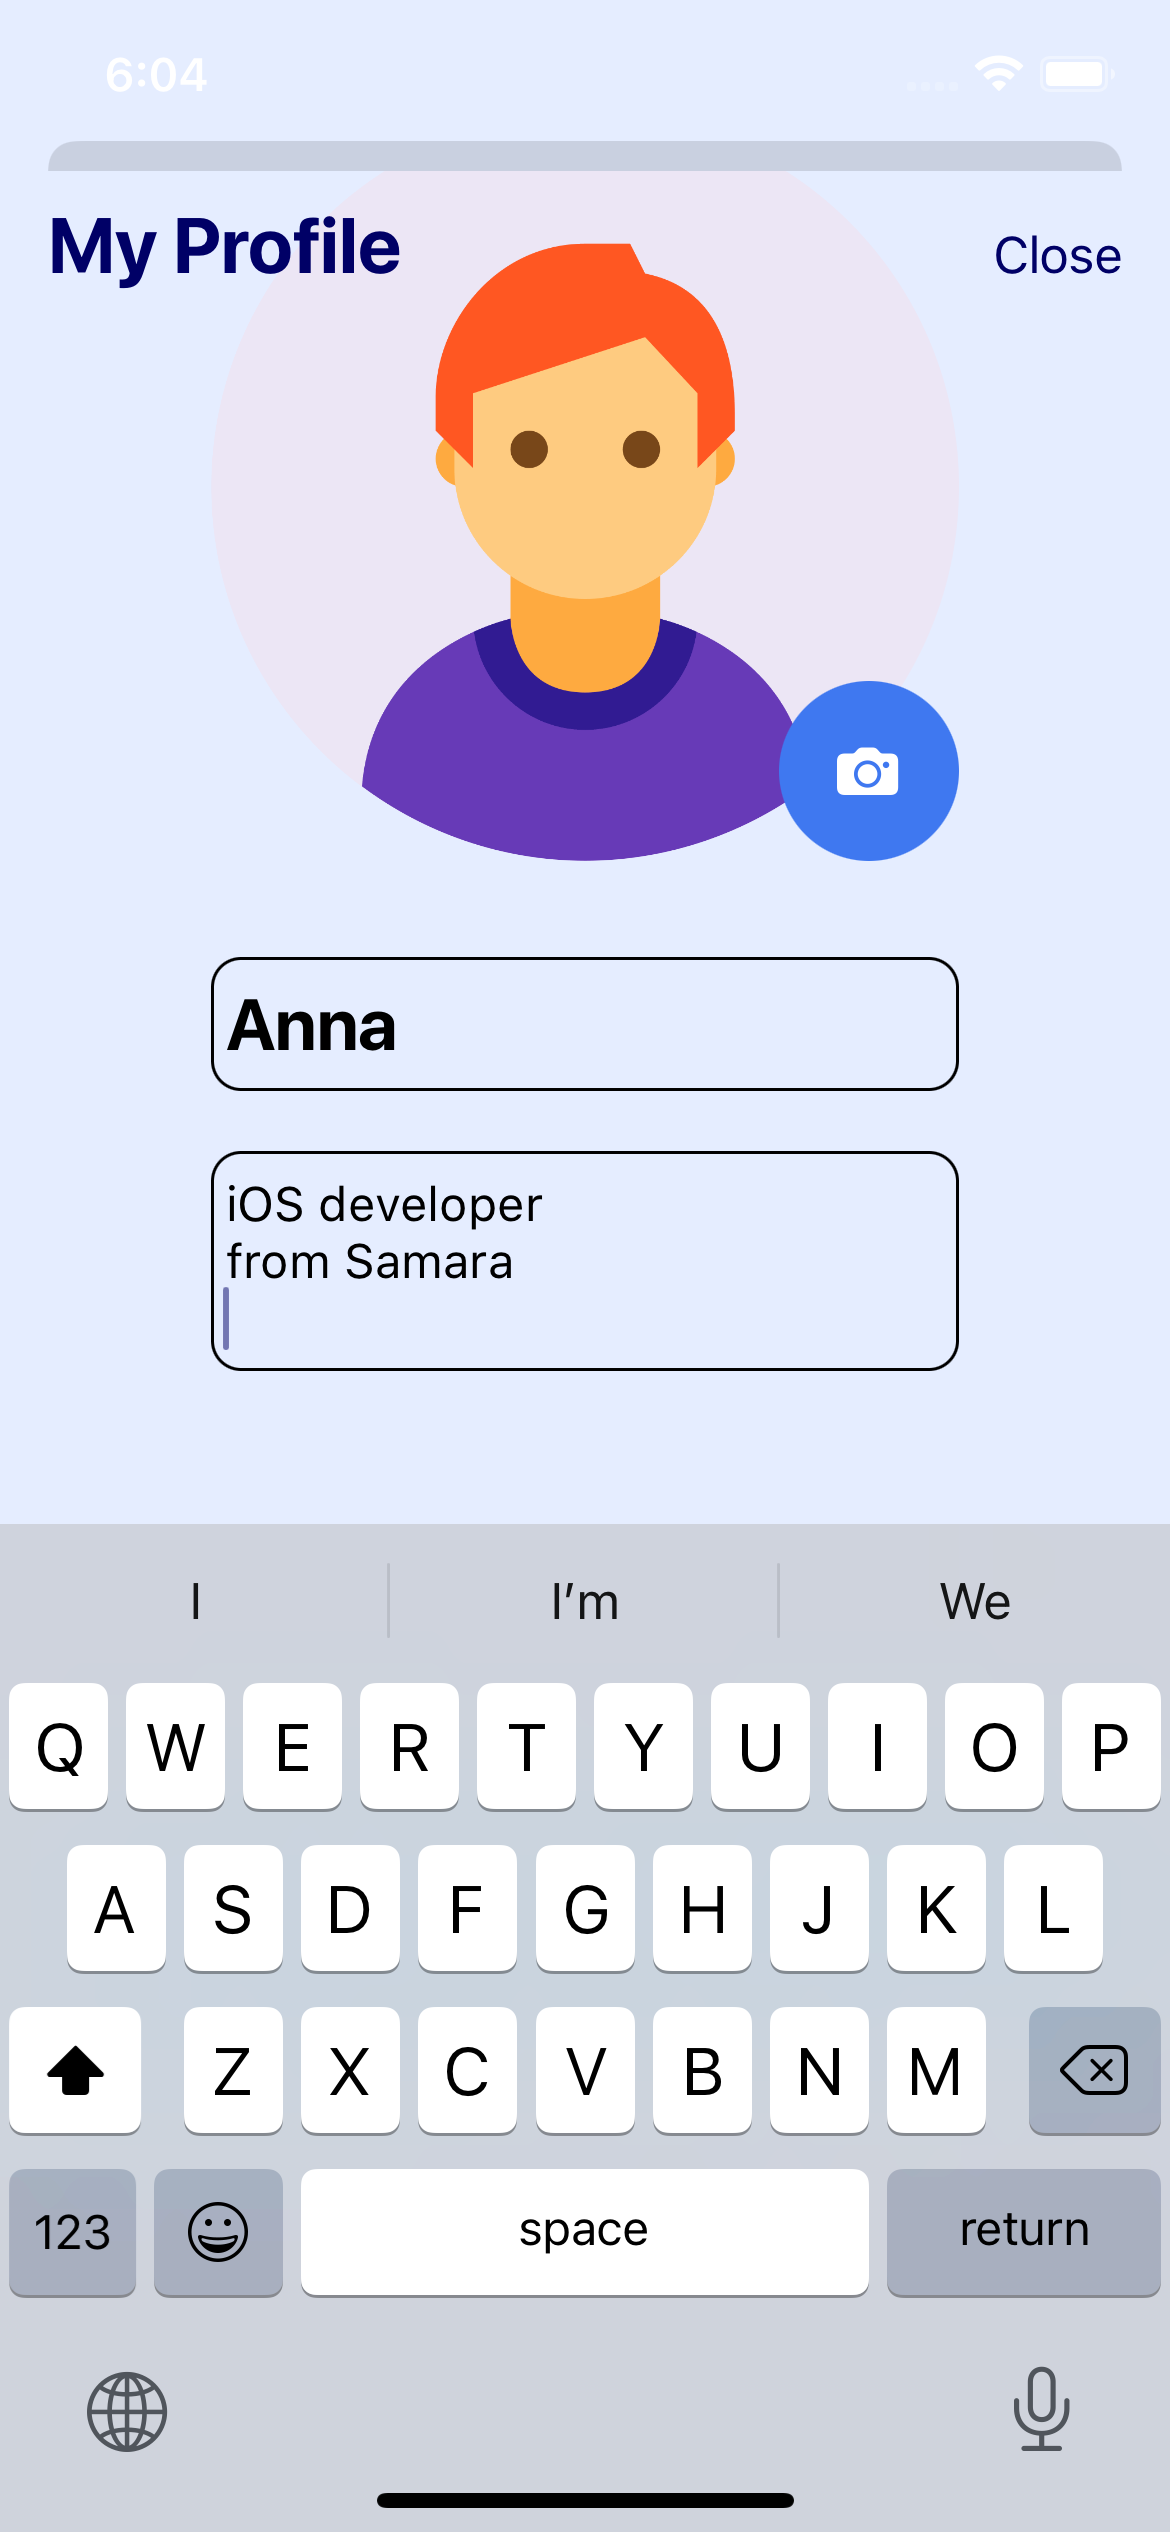 6:04
My Profile
Close
Anna
iOS developer
from Samara
I
I’m
We
Q W E R T Y U I O P
A S D F G H J K L
Z X C V B N M
123
space
return